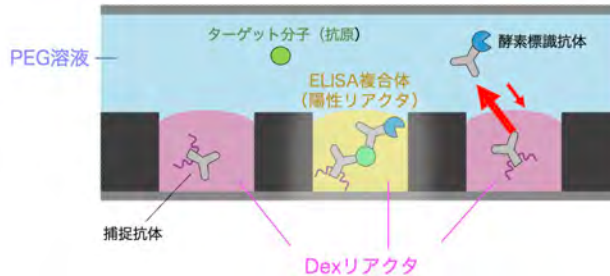 ターゲット分子（抗原）
酵素標識抗体
PEG溶液
ELISA複合体
（陽性リアクタ）
捕捉抗体
Dexリアクタ